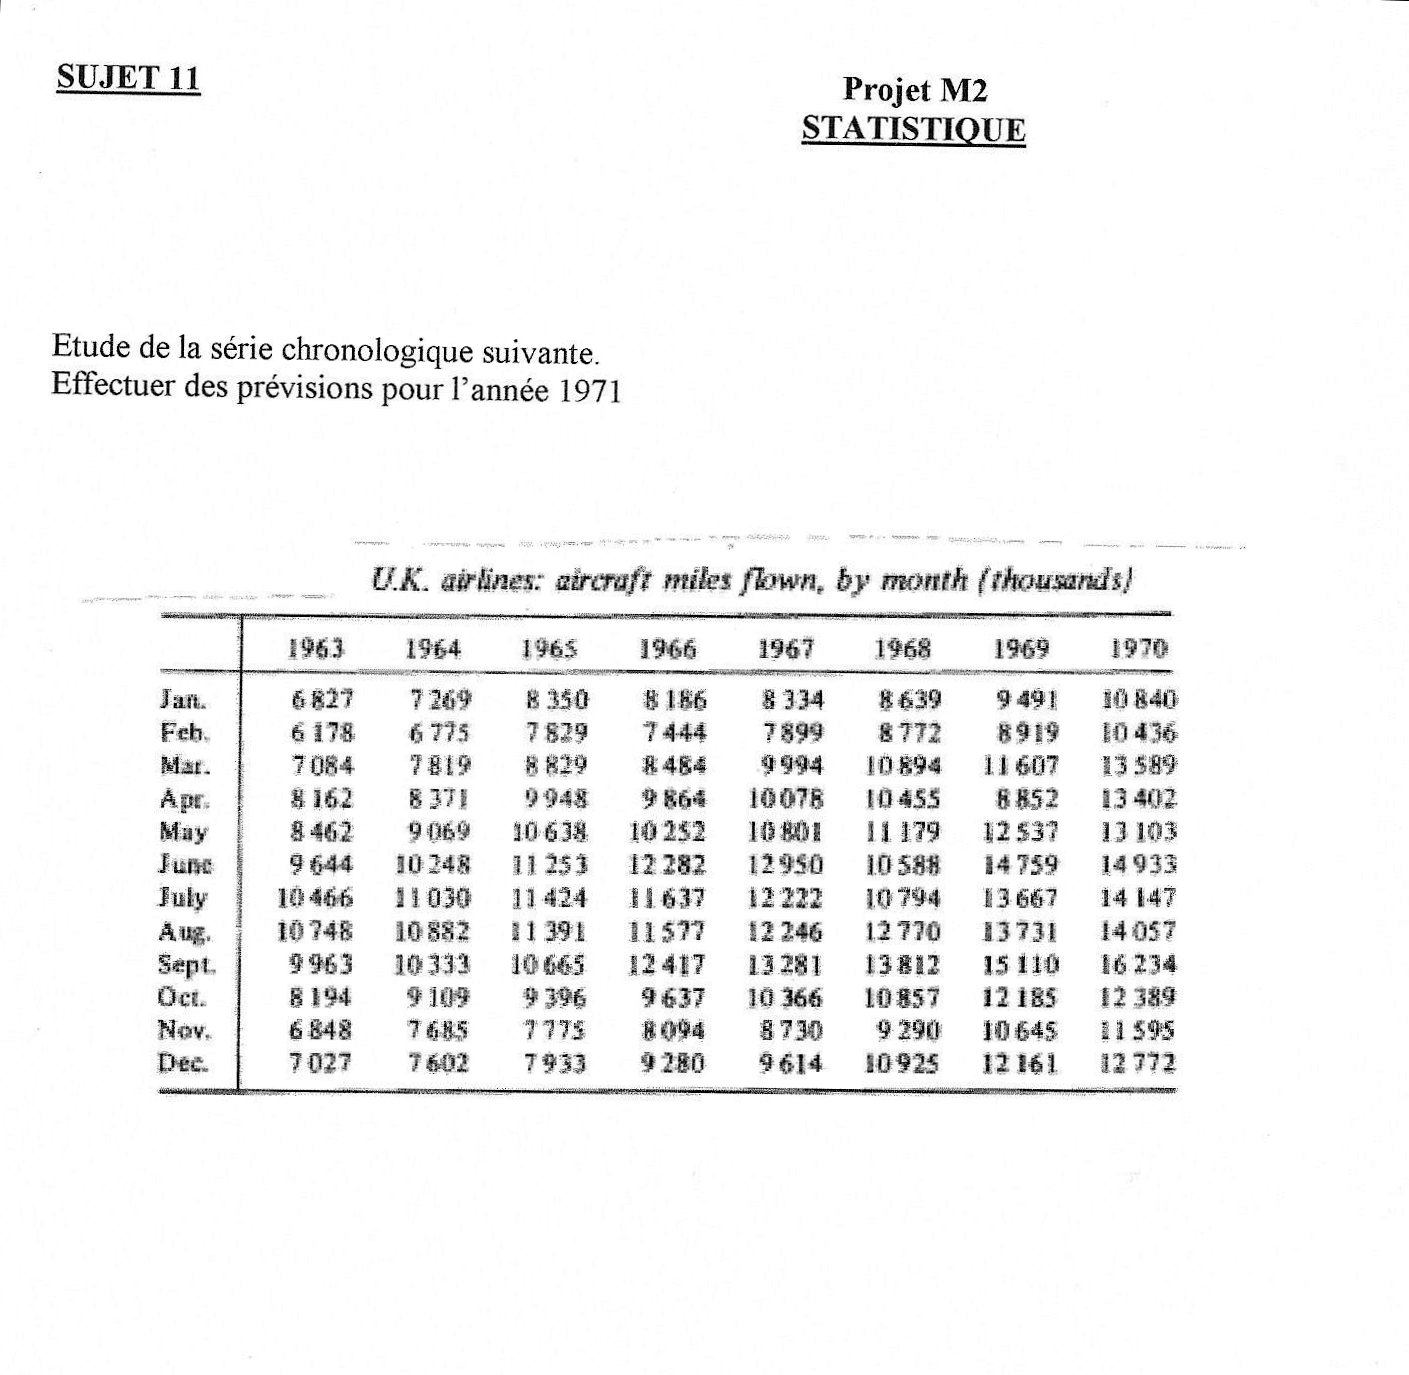 SUJET 11
Projet M2
STATISTIQUE
Etude de la série chronologique suivante.
Effectuer des prévisions pour l'année 1971
U.K. airlines: aircraft miles flown, by month (thousands)
1963 1964 1965 1966 1967 1968 1969 1970
Jan. 6 827 7 269 8 350 8 186 8 334 8 639 9 491 10 840
Feb. 6 178 6 775 7 829 7 444 7 899 8 772 8 919 10 436
Mar. 7 084 7 819 8 829 8 484 9 994 10 894 11 607 13 589
Apr. 8 162 8 371 9 948 9 864 10 078 10 455 8 852 13 402
May 8 462 9 069 10 638 10 252 10 801 11 179 12 537 13 103
June 9 644 10 248 11 253 12 282 12 950 10 588 14 759 14 933
July 10 466 11 030 11 424 11 637 12 222 10 794 13 667 14 147
Aug. 10 748 10 882 11 391 11 577 12 246 12 770 13 731 14 057
Sept. 9 963 10 333 10 665 12 417 13 281 13 812 15 110 16 234
Oct. 8 194 9 109 9 396 9 637 10 366 10 857 12 185 12 389
Nov. 6 848 7 685 7 775 8 094 8 730 9 290 10 645 11 595
Dec. 7 027 7 602 7 933 9 280 9 614 10 925 12 161 12 772